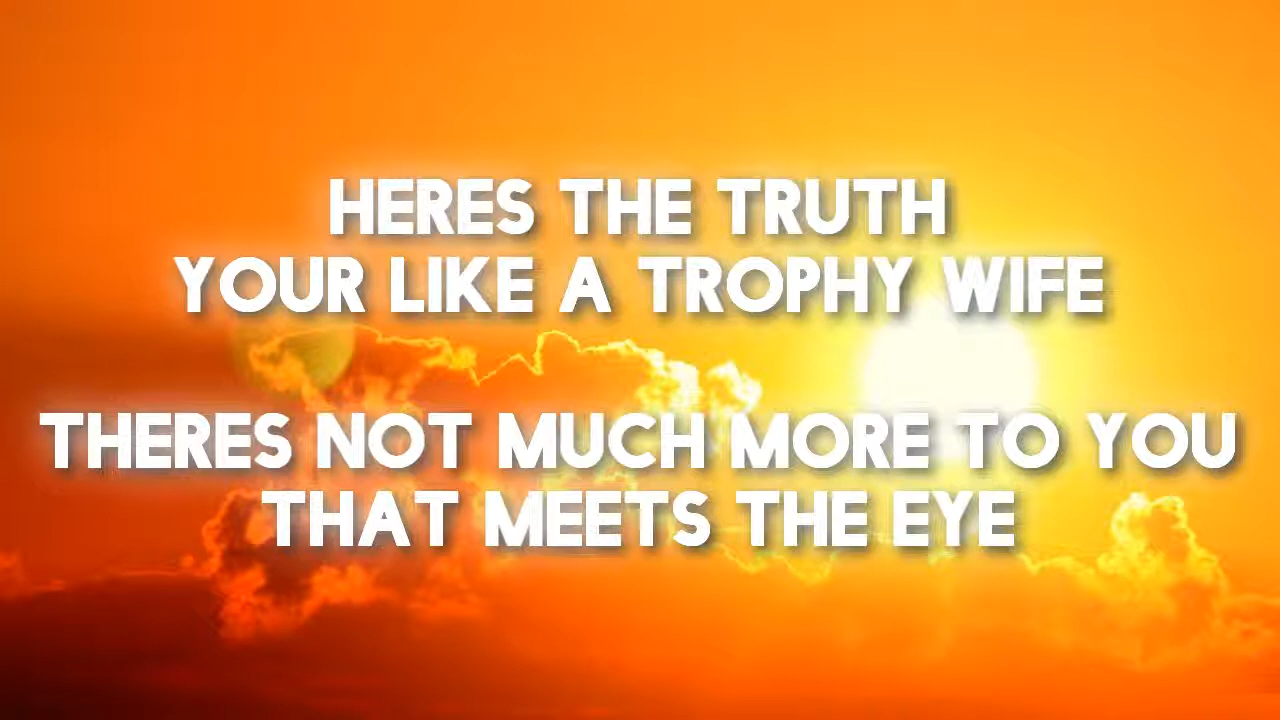 HERES THE TRUTH
YOUR LIKE A TROPHY WIFE
THERES NOT MUCH MORE TO YOU
THAT MEETS THE EYE